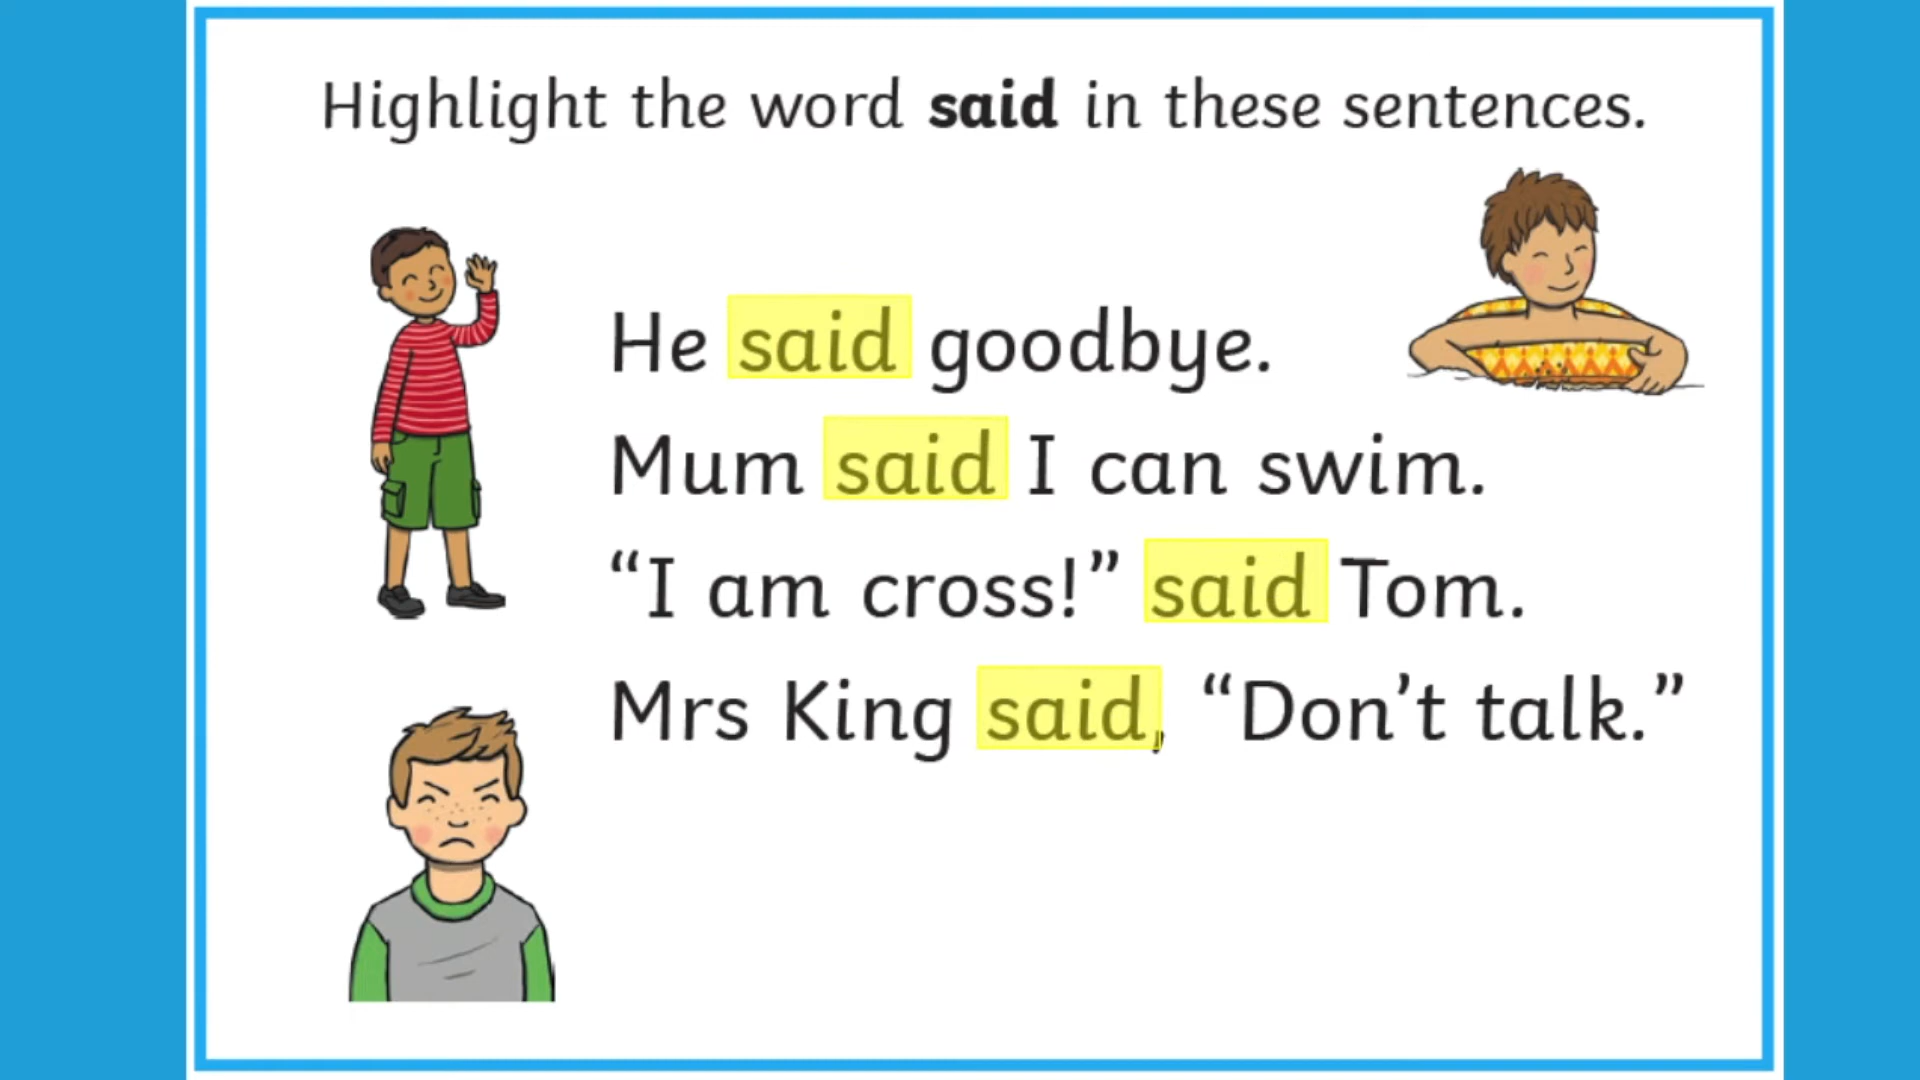 Highlight the word said in these sentences.
He said goodbye.
Mum said I can swim.
“I am cross!” said Tom.
Mrs King said, “Don’t talk.”